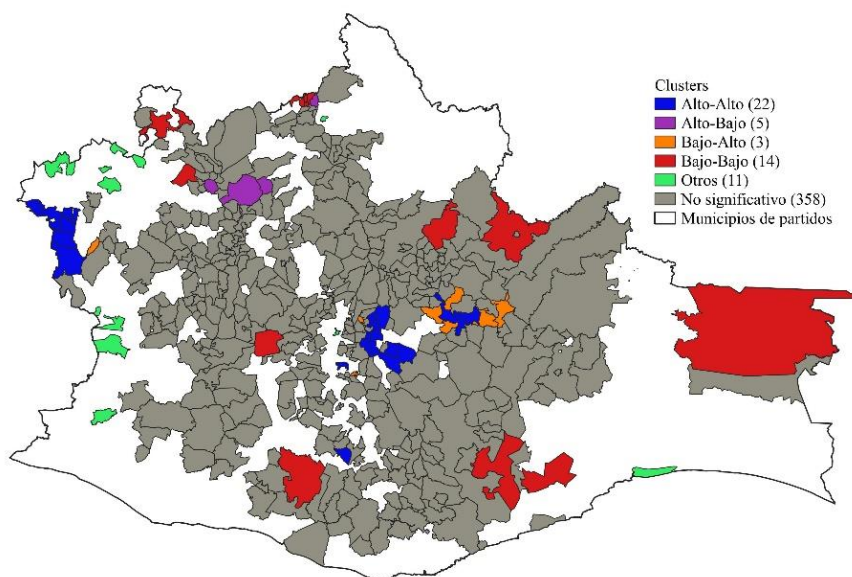 Clusters
Alto-Alto (22)
Alto-Bajo (5)
Bajo-Alto (3)
Bajo-Bajo (14)
Otros (11)
No significativo (358)
Municipios de partidos